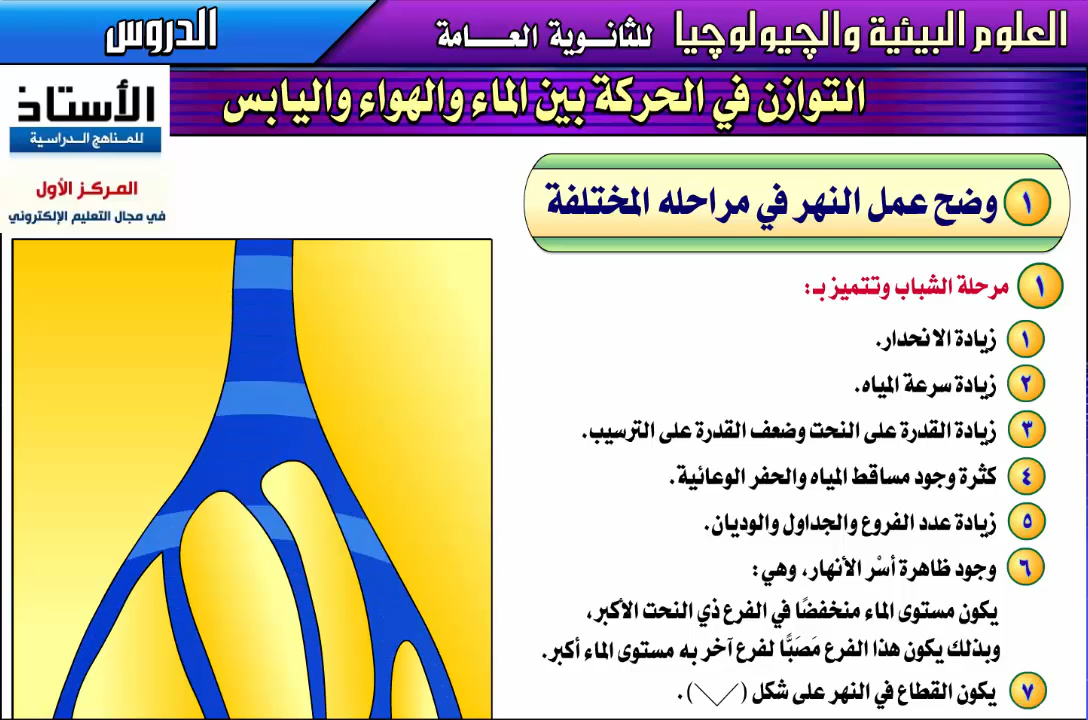 العلوم البيئية والچيولوچيا للثانوية العامة
الدروس
التوازن في الحركة بين الماء والهواء واليابس
الأستاذ
للمناهج الدراسية
المركز الأول
في مجال التعليم الإلكتروني
١ وضح عمل النهر في مراحله المختلفة
١ مرحلة الشباب وتتميز بـ:
١ زيادة الانحدار.
٢ زيادة سرعة المياه.
٣ زيادة القدرة على النحت وضعف القدرة على الترسيب.
٤ كثرة وجود مساقط المياه والحفر الوعائية.
٥ زيادة عدد الفروع والجداول والوديان.
٦ وجود ظاهرة أسْر الأنهار، وهي:
يكون مستوى الماء منخفضًا في الفرع ذي النحت الأكبر،
وبذلك يكون هذا الفرع مَصَبًّا لفرع آخر به مستوى الماء أكبر.
٧ يكون القطاع في النهر على شكل ( ).